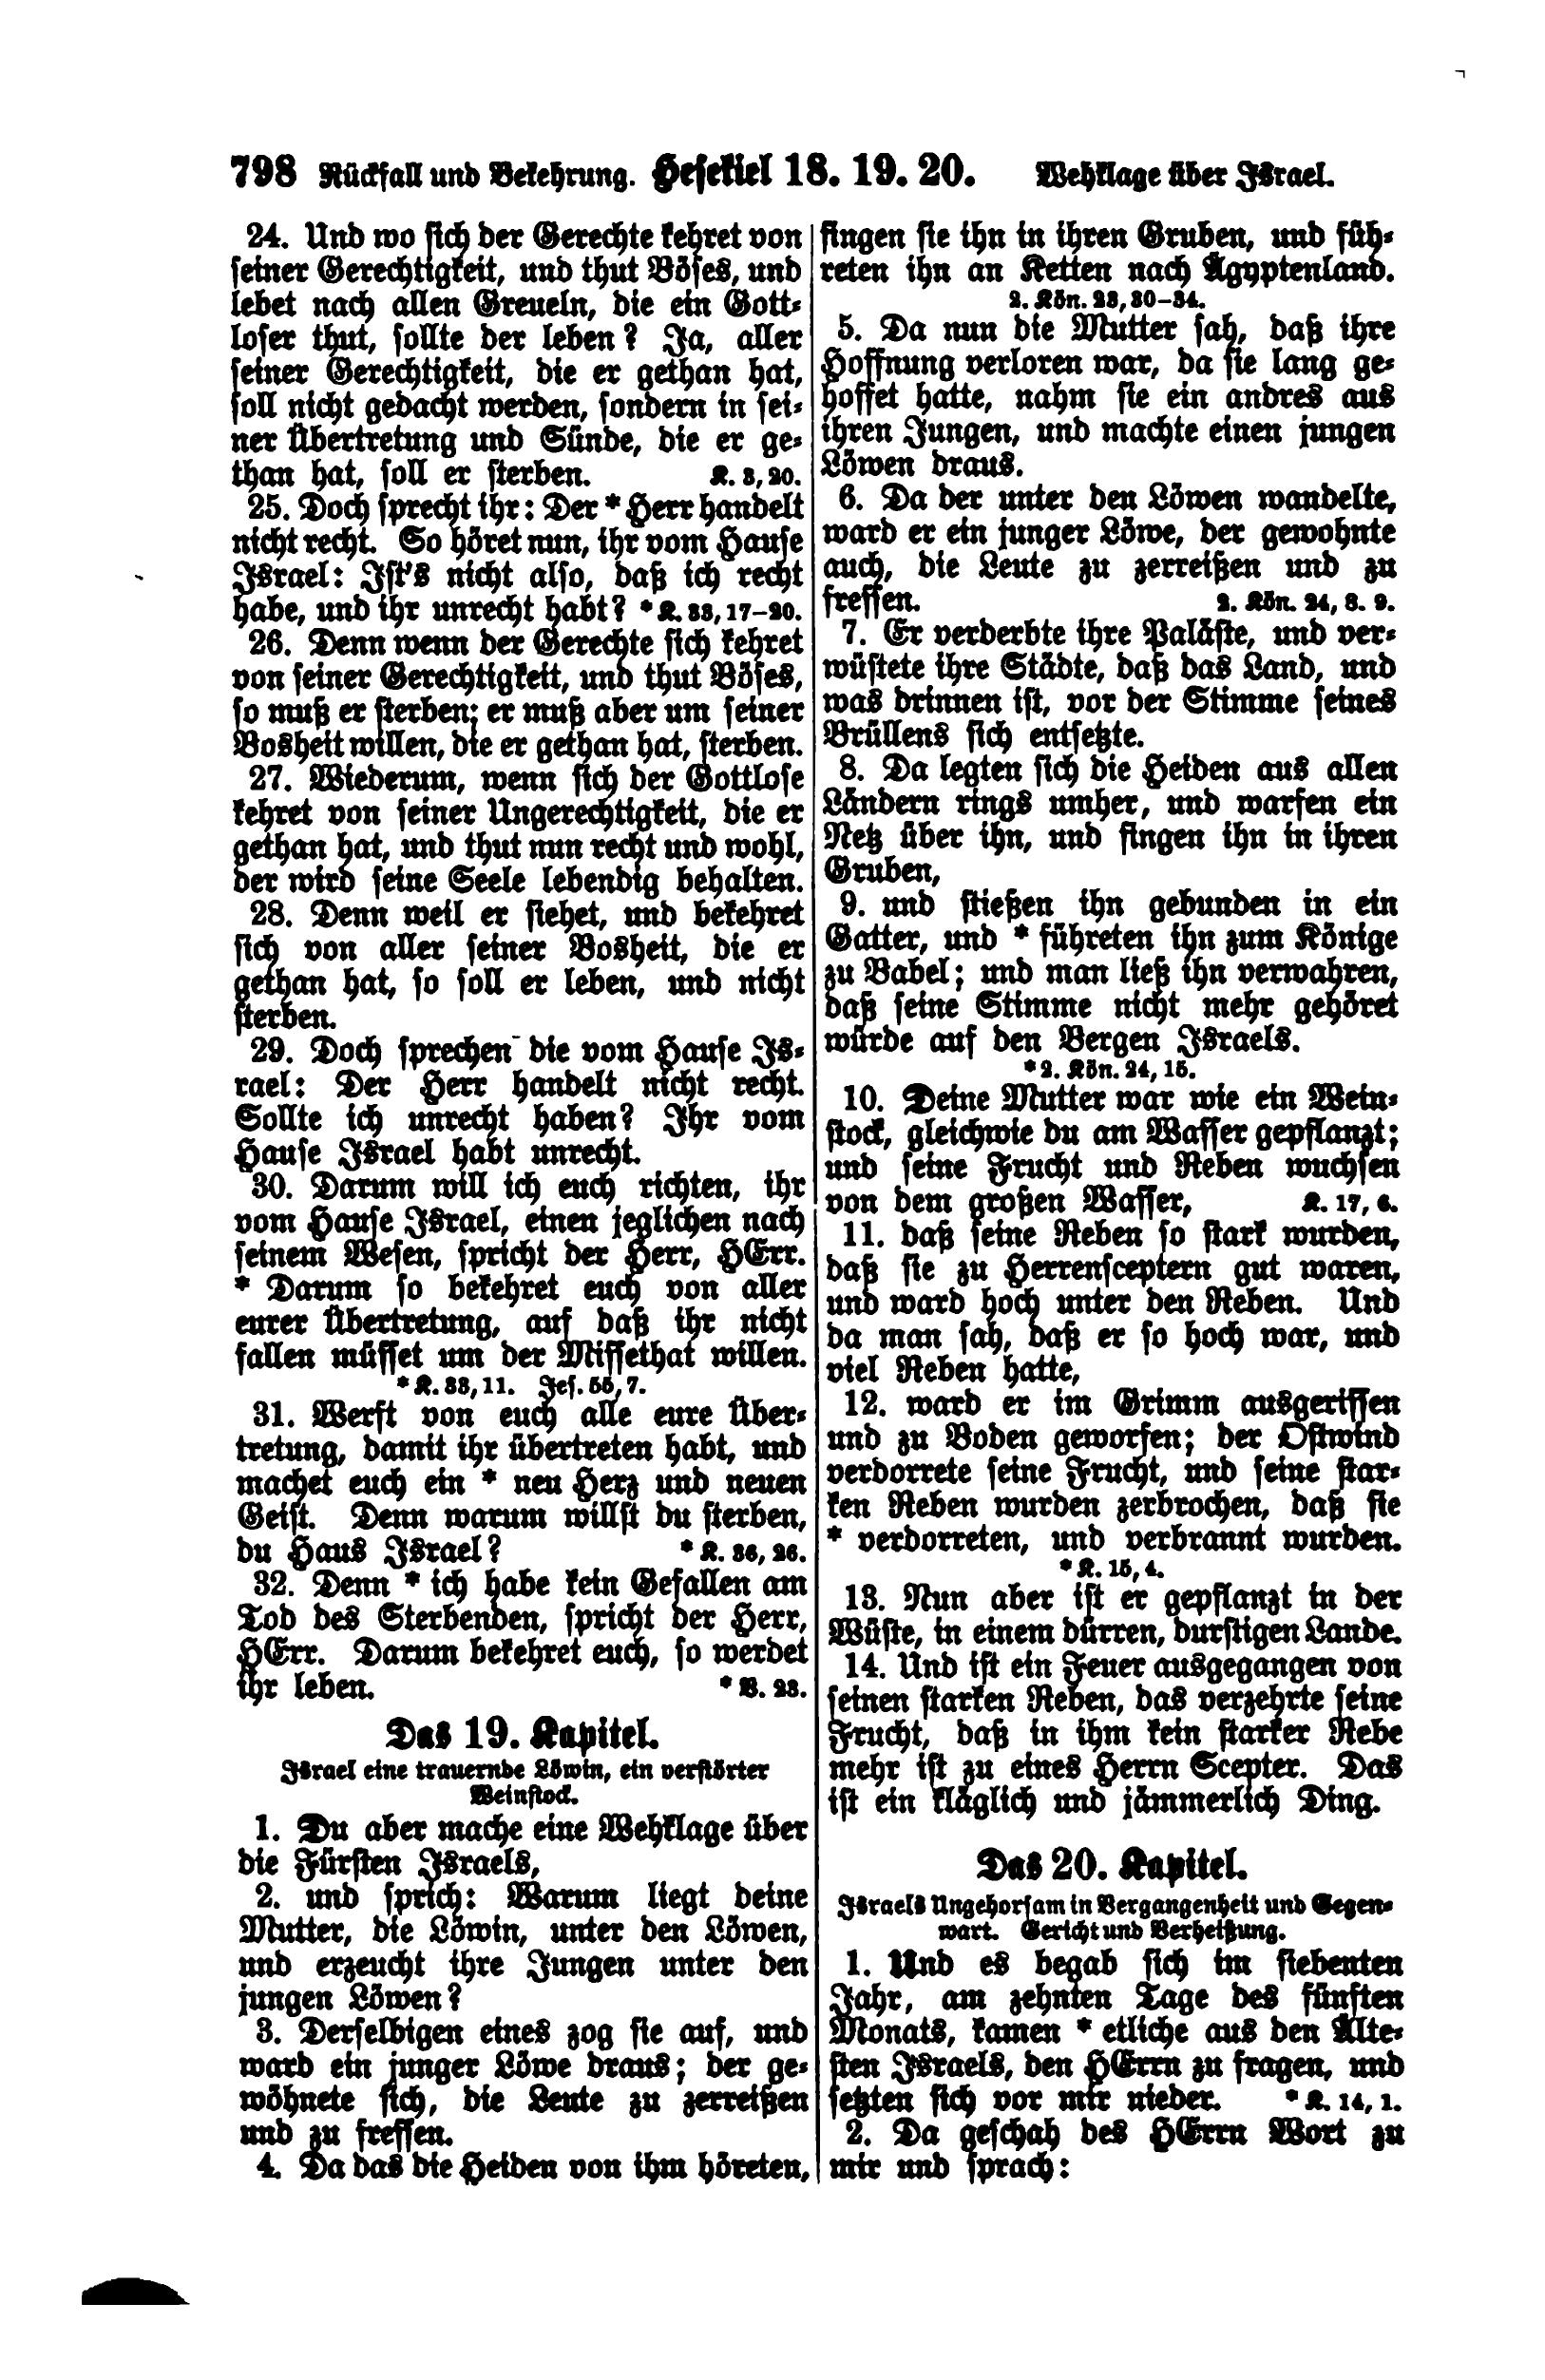 798 Rückfall und Bekehrung. Hesekiel 18. 19. 20. Wehklage über Israel.
24. Und wo sich der Gerechte kehret von
seiner Gerechtigkeit, und thut Böses, und
lebet nach allen Greueln, die ein Gott-
loser thut, sollte der leben? Ja, aller
seiner Gerechtigkeit, die er gethan hat,
soll nicht gedacht werden, sondern in sei-
ner Übertretung und Sünde, die er ge-
than hat, soll er sterben. K. 3, 20.
25. Doch sprecht ihr: Der * Herr handelt
nicht recht. So höret nun, ihr vom Hause
Israel: Ist's nicht also, daß ich recht
habe, und ihr unrecht habt? * K. 33, 17–20.
26. Denn wenn der Gerechte sich kehret
von seiner Gerechtigkeit, und thut Böses,
so muß er sterben; er muß aber um seiner
Bosheit willen, die er gethan hat, sterben.
27. Wiederum, wenn sich der Gottlose
kehret von seiner Ungerechtigkeit, die er
gethan hat, und thut nun recht und wohl,
der wird seine Seele lebendig behalten.
28. Denn weil er siehet, und bekehret
sich von aller seiner Bosheit, die er
gethan hat, so soll er leben, und nicht
sterben.
29. Doch sprechen die vom Hause Is-
rael: Der Herr handelt nicht recht.
Sollte ich unrecht haben? Ihr vom
Hause Israel habt unrecht.
30. Darum will ich euch richten, ihr
vom Hause Israel, einen jeglichen nach
seinem Wesen, spricht der Herr, HErr.
* Darum so bekehret euch von aller
eurer Übertretung, auf daß ihr nicht
fallen müsset um der Missethat willen.
* K. 33, 11. Jes. 55, 7.
31. Werft von euch alle eure Über-
tretung, damit ihr übertreten habt, und
machet euch ein * neu Herz und neuen
Geist. Denn warum willst du sterben,
du Haus Israel? * K. 36, 26.
32. Denn * ich habe kein Gefallen am
Tod des Sterbenden, spricht der Herr,
HErr. Darum bekehret euch, so werdet
ihr leben. * V. 23.
Das 19. Kapitel.
Israel eine trauernde Löwin, ein verstörter
Weinstock.
1. Du aber mache eine Wehklage über
die Fürsten Israels,
2. und sprich: Warum liegt deine
Mutter, die Löwin, unter den Löwen,
und erzeucht ihre Jungen unter den
jungen Löwen?
3. Derselbigen eines zog sie auf, und
ward ein junger Löwe draus; der ge-
wöhnete sich, die Leute zu zerreißen
und zu fressen.
4. Da das die Heiden von ihm höreten,
fingen sie ihn in ihren Gruben, und füh-
reten ihn an Ketten nach Ägyptenland.
2. Kön. 23, 30–34.
5. Da nun die Mutter sah, daß ihre
Hoffnung verloren war, da sie lang ge-
hoffet hatte, nahm sie ein andres aus
ihren Jungen, und machte einen jungen
Löwen draus.
6. Da der unter den Löwen wandelte,
ward er ein junger Löwe, der gewohnte
auch, die Leute zu zerreißen und zu
fressen. 2. Kön. 24, 8. 9.
7. Er verderbte ihre Paläste, und ver-
wüstete ihre Städte, daß das Land, und
was drinnen ist, vor der Stimme seines
Brüllens sich entsetzte.
8. Da legten sich die Heiden aus allen
Ländern rings umher, und warfen ein
Netz über ihn, und fingen ihn in ihren
Gruben,
9. und stießen ihn gebunden in ein
Gatter, und * führeten ihn zum Könige
zu Babel; und man ließ ihn verwahren,
daß seine Stimme nicht mehr gehöret
würde auf den Bergen Israels.
* 2. Kön. 24, 15.
10. Deine Mutter war wie ein Wein-
stock, gleichwie du am Wasser gepflanzt;
und seine Frucht und Reben wuchsen
von dem großen Wasser, K. 17, 6.
11. daß seine Reben so stark wurden,
daß sie zu Herrensceptern gut waren,
und ward hoch unter den Reben. Und
da man sah, daß er so hoch war, und
viel Reben hatte,
12. ward er im Grimm ausgerissen
und zu Boden geworfen; der Ostwind
verdorrete seine Frucht, und seine star-
ken Reben wurden zerbrochen, daß sie
* verdorreten, und verbrannt wurden.
* K. 15, 4.
13. Nun aber ist er gepflanzt in der
Wüste, in einem dürren, durstigen Lande.
14. Und ist ein Feuer ausgegangen von
seinen starken Reben, das verzehrte seine
Frucht, daß in ihm kein starker Rebe
mehr ist zu eines Herrn Scepter. Das
ist ein kläglich und jämmerlich Ding.
Das 20. Kapitel.
Israels Ungehorsam in Vergangenheit und Gegen-
wart. Gericht und Verheißung.
1. Und es begab sich im siebenten
Jahr, am zehnten Tage des fünften
Monats, kamen * etliche aus den Älte-
sten Israels, den HErrn zu fragen, und
setzten sich vor mir nieder. * K. 14, 1.
2. Da geschah des HErrn Wort zu
mir und sprach: